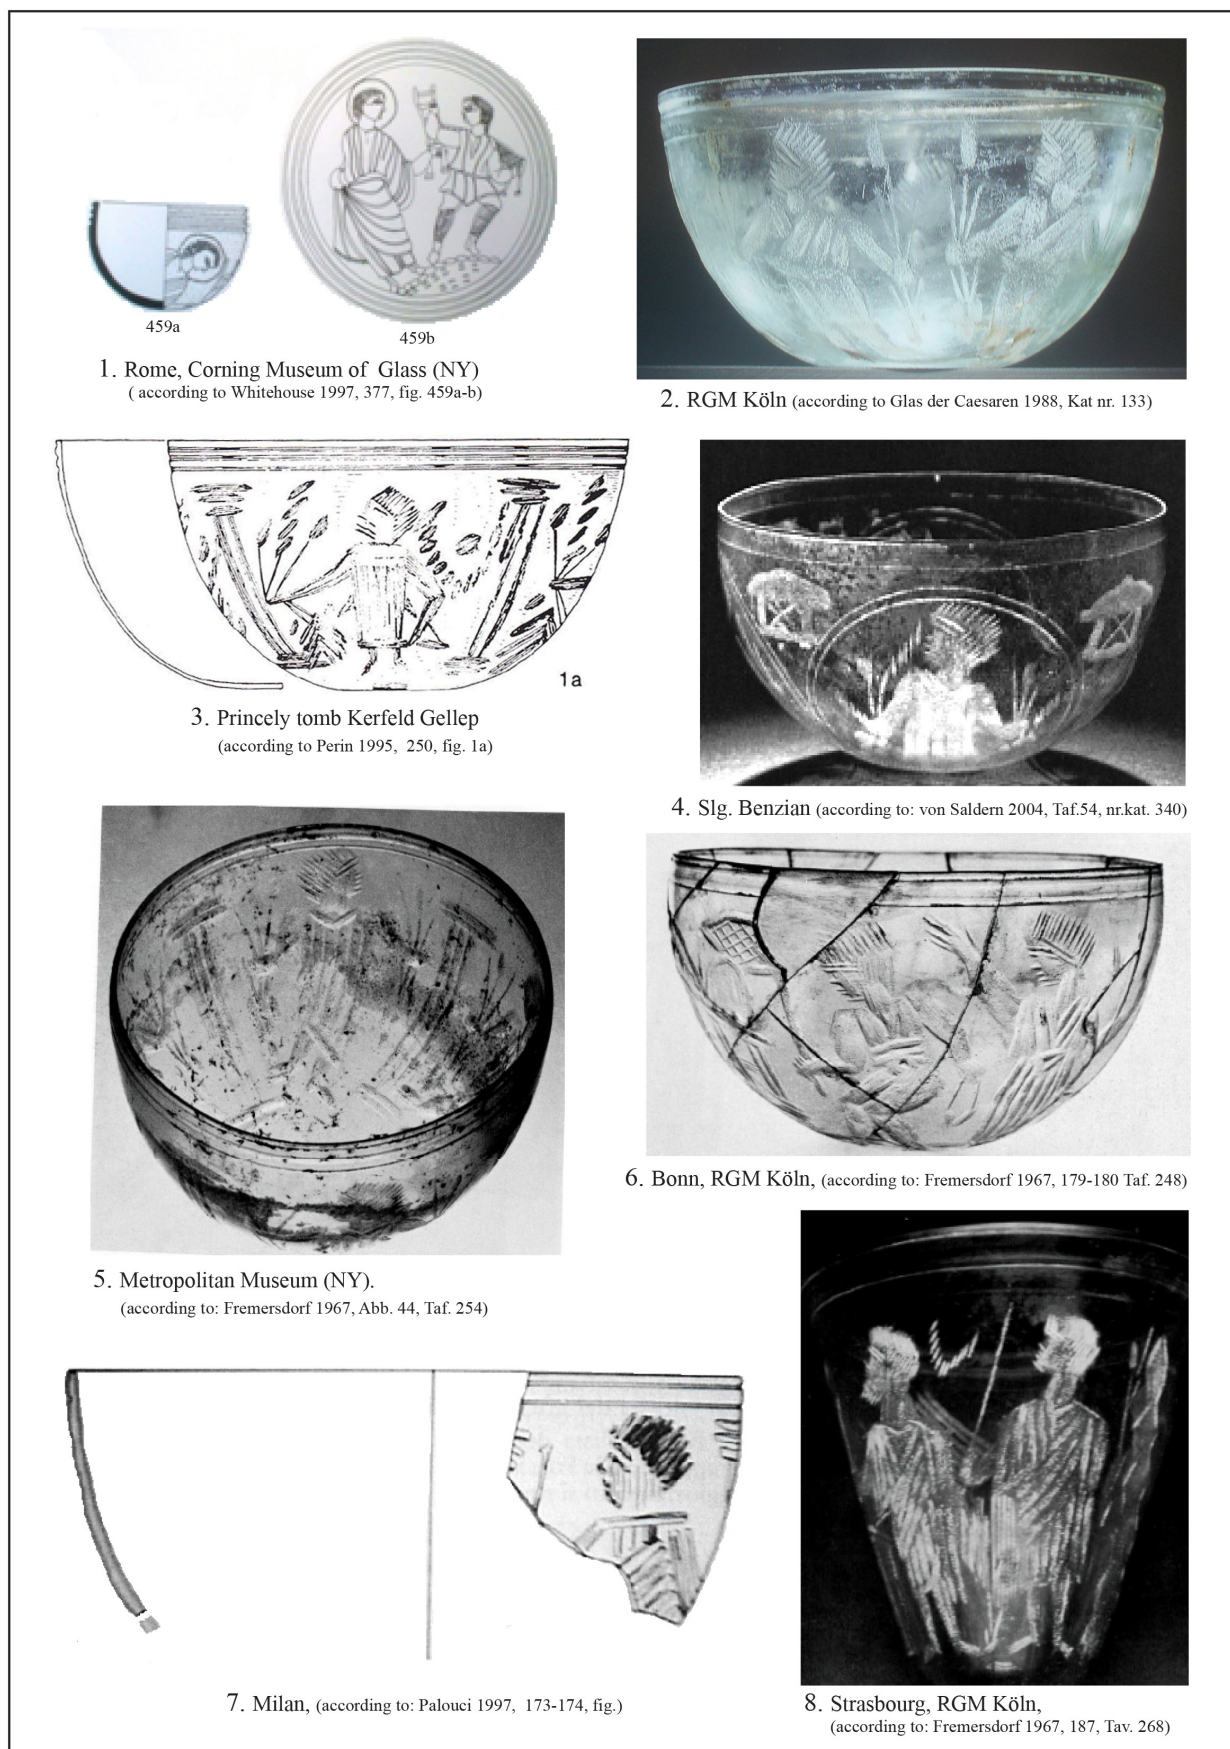 459a
459b
1. Rome, Corning Museum of Glass (NY)
( according to Whitehouse 1997, 377, fig. 459a-b)
2. RGM Köln (according to Glas der Caesaren 1988, Kat nr. 133)
1a
3. Princely tomb Kerfeld Gellep
(according to Perin 1995, 250, fig. 1a)
4. Slg. Benzian (according to: von Saldern 2004, Taf.54, nr.kat. 340)
5. Metropolitan Museum (NY).
(according to: Fremersdorf 1967, Abb. 44, Taf. 254)
6. Bonn, RGM Köln, (according to: Fremersdorf 1967, 179-180 Taf. 248)
7. Milan, (according to: Palouci 1997, 173-174, fig.)
8. Strasbourg, RGM Köln,
(according to: Fremersdorf 1967, 187, Tav. 268)